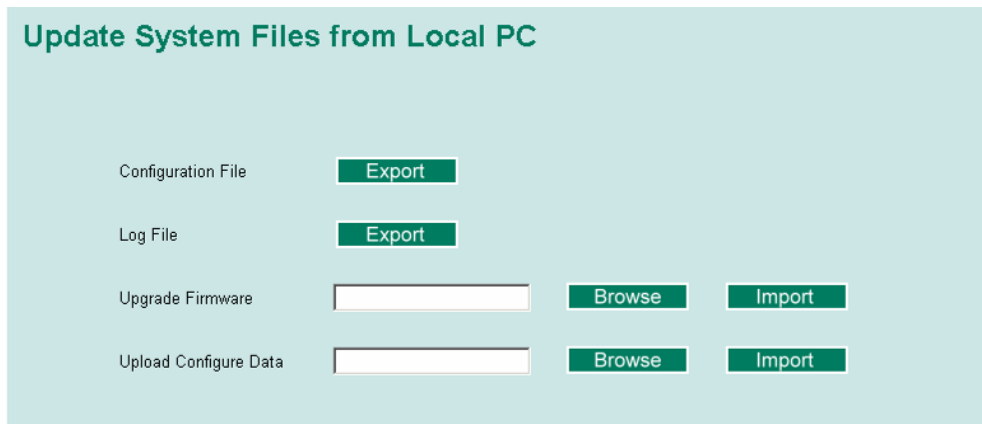 Update System Files from Local PC
Configuration File Export
Log File Export
Upgrade Firmware Browse Import
Upload Configure Data Browse Import